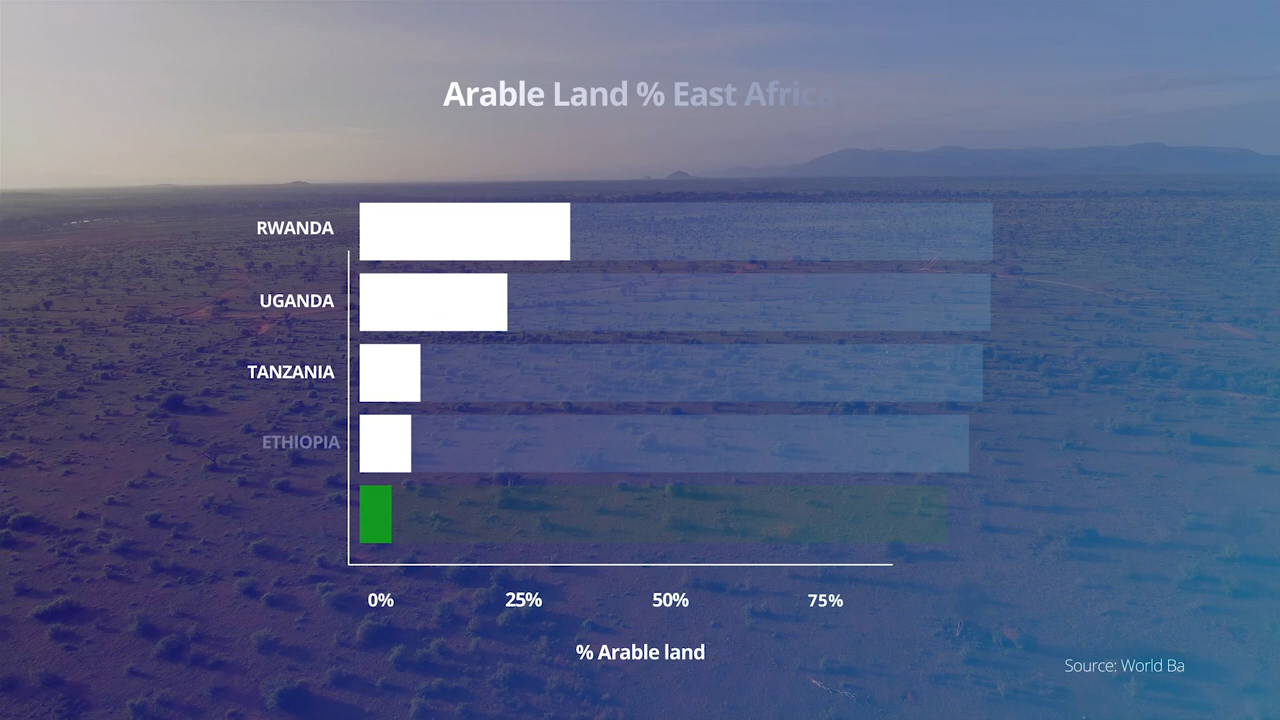 Arable Land % East Africa
RWANDA
UGANDA
TANZANIA
ETHIOPIA
0% 25% 50% 75%
% Arable land
Source: World Ba